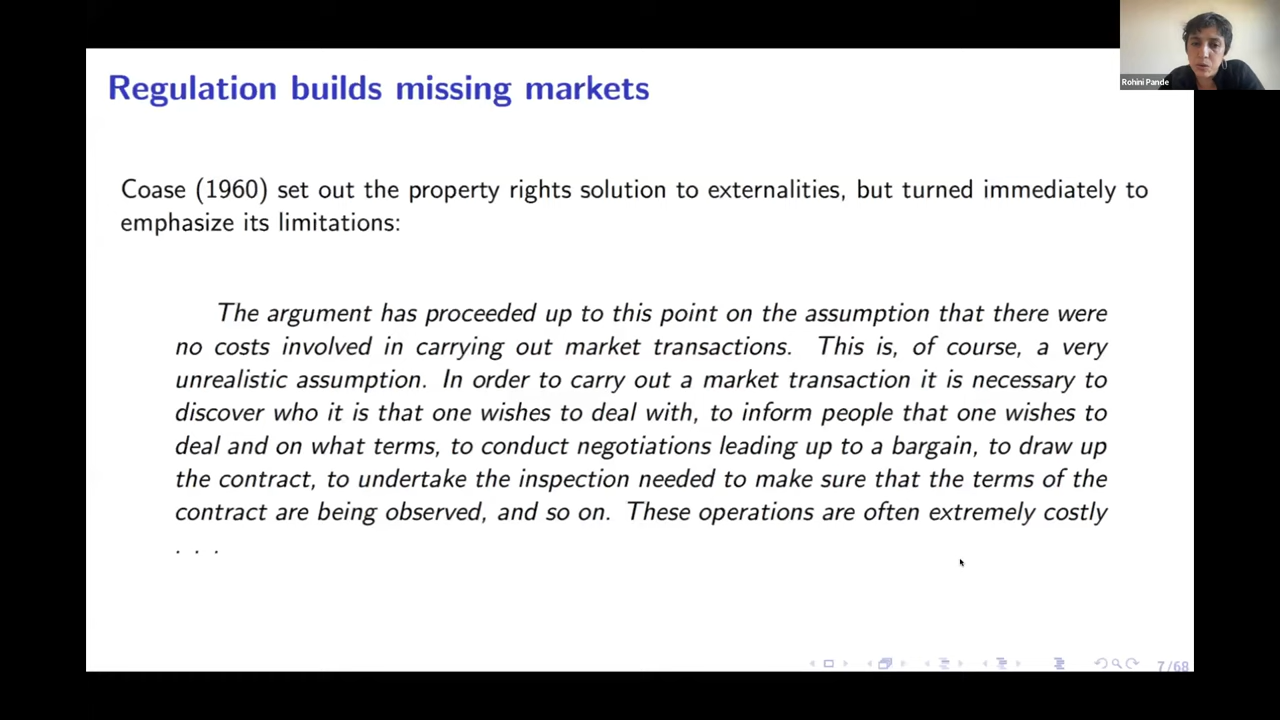 Regulation builds missing markets
Rohini Pande
Coase (1960) set out the property rights solution to externalities, but turned immediately to
emphasize its limitations:
The argument has proceeded up to this point on the assumption that there were
no costs involved in carrying out market transactions. This is, of course, a very
unrealistic assumption. In order to carry out a market transaction it is necessary to
discover who it is that one wishes to deal with, to inform people that one wishes to
deal and on what terms, to conduct negotiations leading up to a bargain, to draw up
the contract, to undertake the inspection needed to make sure that the terms of the
contract are being observed, and so on. These operations are often extremely costly
. . .
7/68